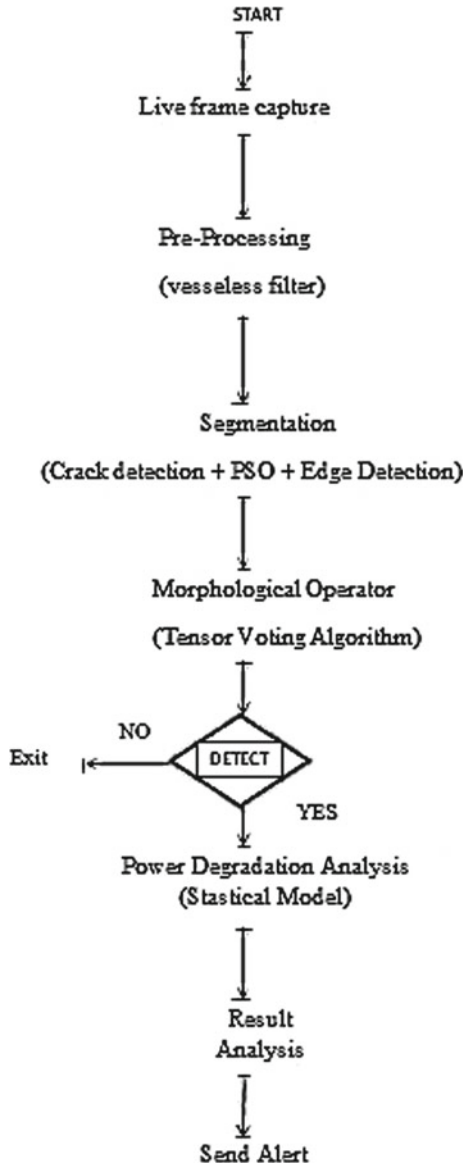 START
Live frame capture
Pre-Processing
(vesseless filter)
Segmentation
(Crack detection + PSO + Edge Detection)
Morphological Operator
(Tensor Voting Algorithm)
NO
Exit
DETECT
YES
Power Degradation Analysis
(Stastical Model)
Result
Analysis
Send Alert